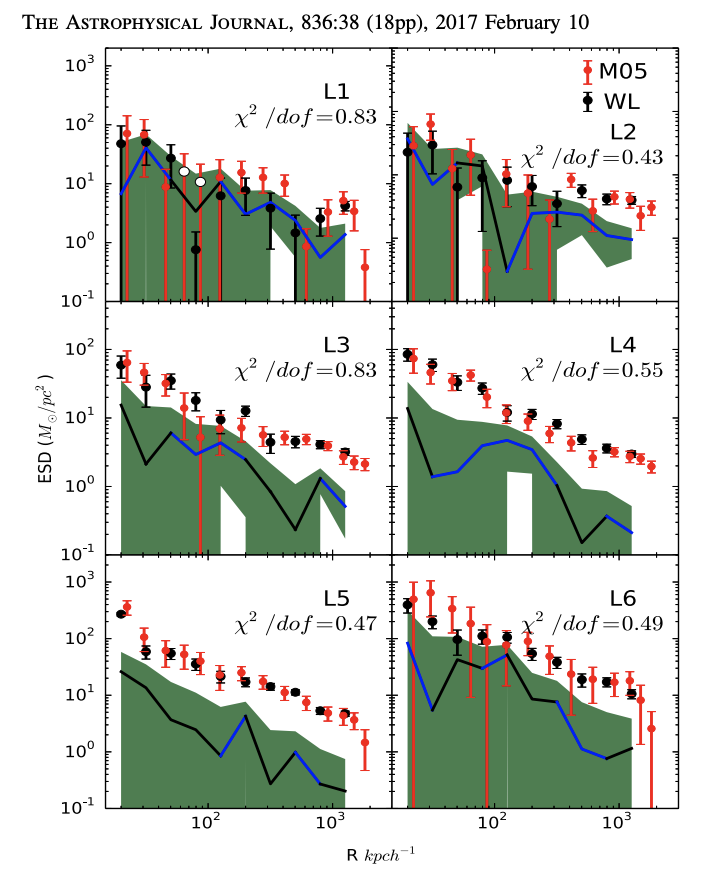 THE ASTROPHYSICAL JOURNAL, 836:38 (18pp), 2017 February 10
10³
10²
10¹
10⁰
10⁻¹
L1
χ² /dof=0.83
M05
WL
L2
χ² /dof=0.43
10²
10¹
10⁰
10⁻¹
L3
χ² /dof=0.83
L4
χ² /dof=0.55
ESD (M☉/pc²)
10³
10²
10¹
10⁰
10⁻¹
L5
χ² /dof=0.47
L6
χ² /dof=0.49
10² 10³ 10² 10³
R kpch⁻¹